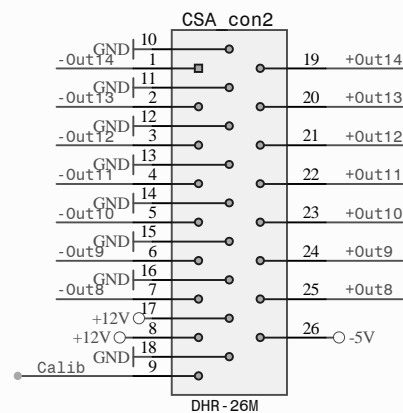 CSA_con2
GND 10
-Out14 1 19 +Out14
GND 11
-Out13 2 20 +Out13
GND 12
-Out12 3 21 +Out12
GND 13
-Out11 4 22 +Out11
GND 14
-Out10 5 23 +Out10
GND 15
-Out9 6 24 +Out9
GND 16
-Out8 7 25 +Out8
+12V 17
+12V 8 26 -5V
GND 18
Calib 9
DHR-26M